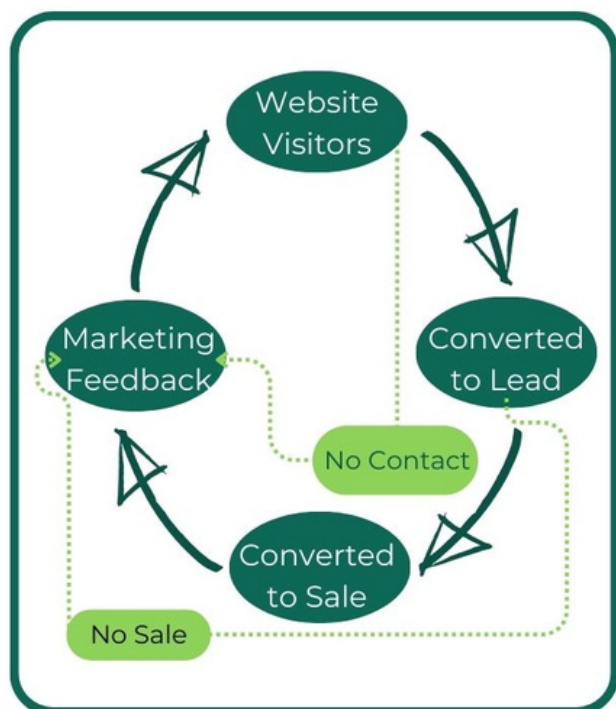 Website
Visitors
Converted
to Lead
Marketing
Feedback
No Contact
Converted
to Sale
No Sale